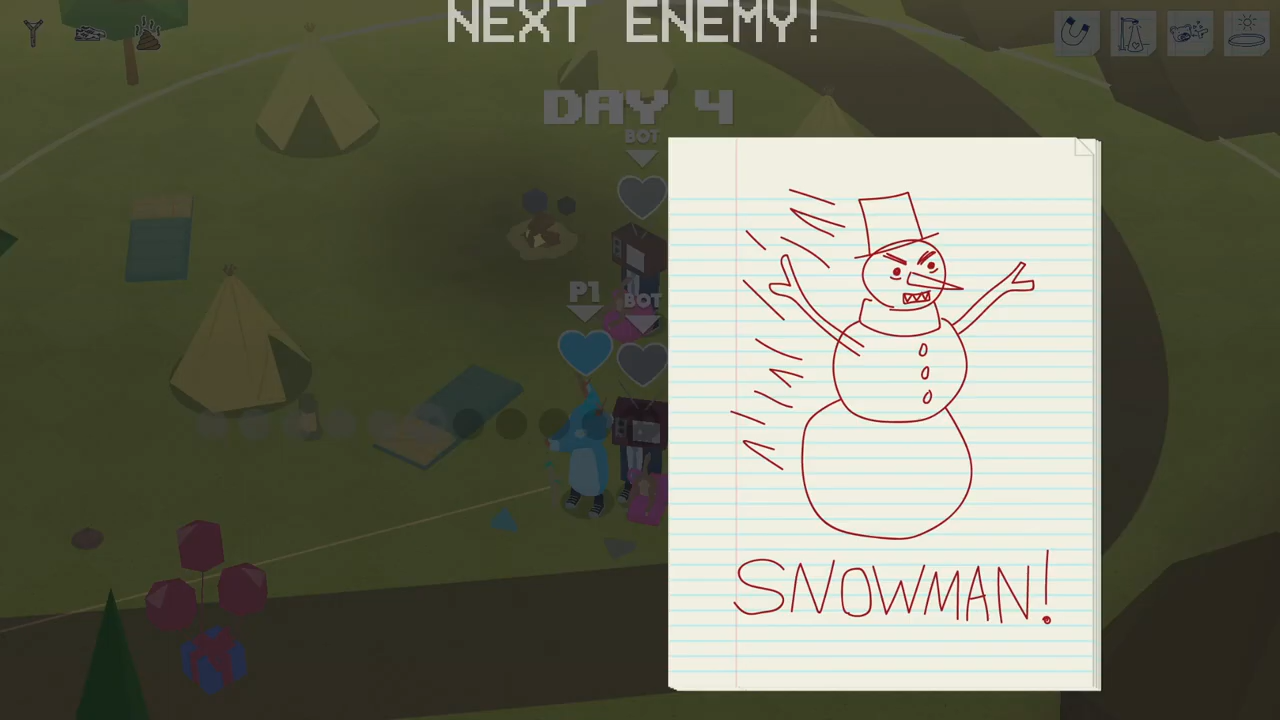 NEXT ENEMY!
DAY 4
BOT
P1
BOT
SNOWMAN!